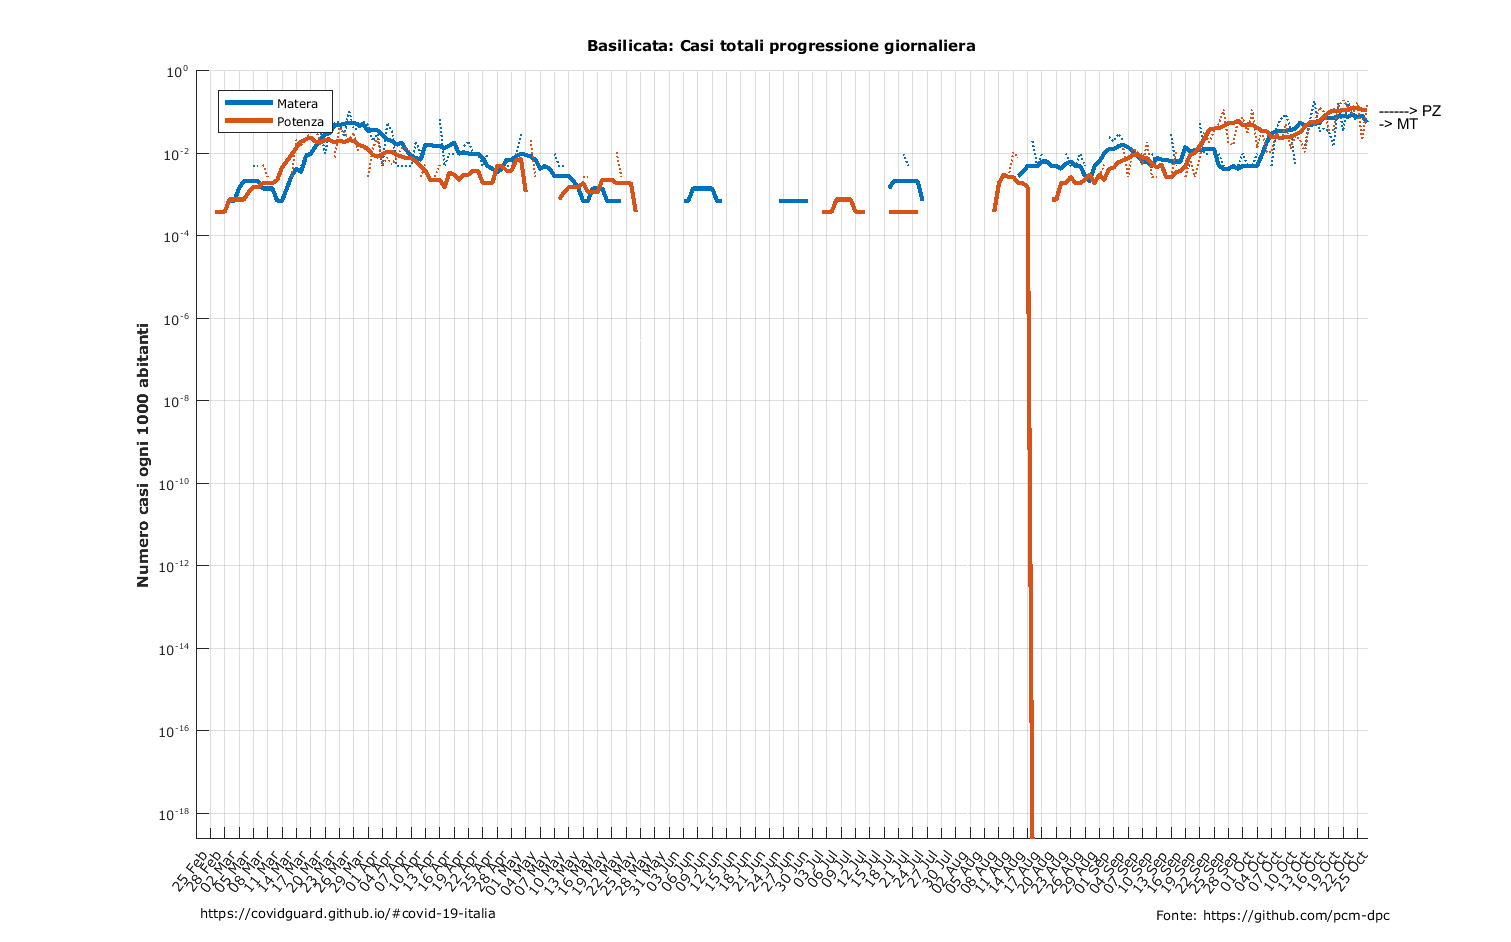 Basilicata: Casi totali progressione giornaliera
Numero casi ogni 1000 abitanti
10^0
10^-2
10^-4
10^-6
10^-8
10^-10
10^-12
10^-14
10^-16
10^-18
Matera
Potenza
------> PZ
-> MT
25 Feb
28 Feb
02 Mar
05 Mar
08 Mar
11 Mar
14 Mar
17 Mar
20 Mar
23 Mar
26 Mar
29 Mar
01 Apr
04 Apr
07 Apr
10 Apr
13 Apr
16 Apr
19 Apr
22 Apr
25 Apr
28 Apr
01 May
04 May
07 May
10 May
13 May
16 May
19 May
22 May
25 May
28 May
31 May
03 Jun
06 Jun
09 Jun
12 Jun
15 Jun
18 Jun
21 Jun
24 Jun
27 Jun
30 Jun
03 Jul
06 Jul
09 Jul
12 Jul
15 Jul
18 Jul
21 Jul
24 Jul
27 Jul
30 Jul
02 Aug
05 Aug
08 Aug
11 Aug
14 Aug
17 Aug
20 Aug
23 Aug
26 Aug
29 Aug
01 Sep
04 Sep
07 Sep
10 Sep
13 Sep
16 Sep
19 Sep
22 Sep
25 Sep
28 Sep
01 Oct
04 Oct
07 Oct
10 Oct
13 Oct
16 Oct
19 Oct
22 Oct
25 Oct
https://covidguard.github.io/#covid-19-italia
Fonte: https://github.com/pcm-dpc